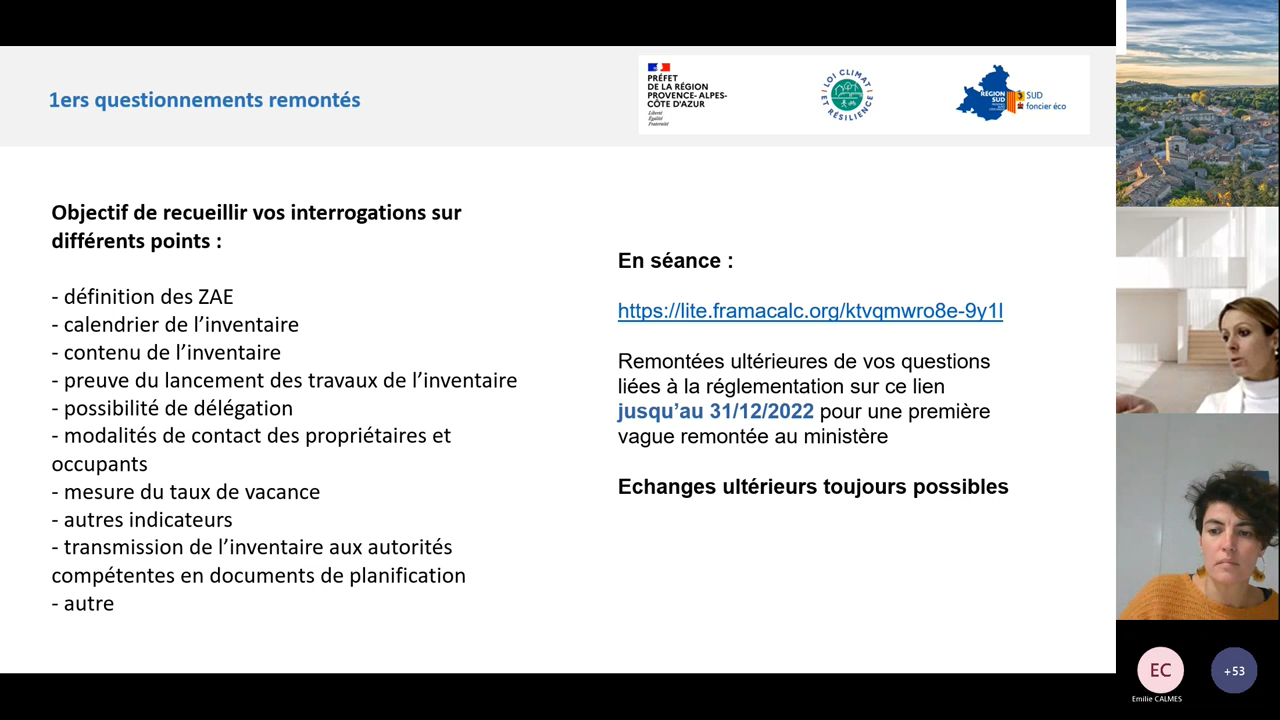 1ers questionnements remontés
PRÉFET
DE LA RÉGION
PROVENCE- ALPES-
CÔTE D'AZUR
Liberté
Égalité
Fraternité
LOI CLIMAT
ET RÉSILIENCE
RÉGION
SUD
SUD
foncier éco
Objectif de recueillir vos interrogations sur
différents points :
- définition des ZAE
- calendrier de l'inventaire
- contenu de l'inventaire
- preuve du lancement des travaux de l'inventaire
- possibilité de délégation
- modalités de contact des propriétaires et
occupants
- mesure du taux de vacance
- autres indicateurs
- transmission de l'inventaire aux autorités
compétentes en documents de planification
- autre
En séance :
https://lite.framacalc.org/ktvqmwro8e-9y1l
Remontées ultérieures de vos questions
liées à la réglementation sur ce lien
jusqu'au 31/12/2022 pour une première
vague remontée au ministère
Echanges ultérieurs toujours possibles
EC
Emilie CALMES
+53